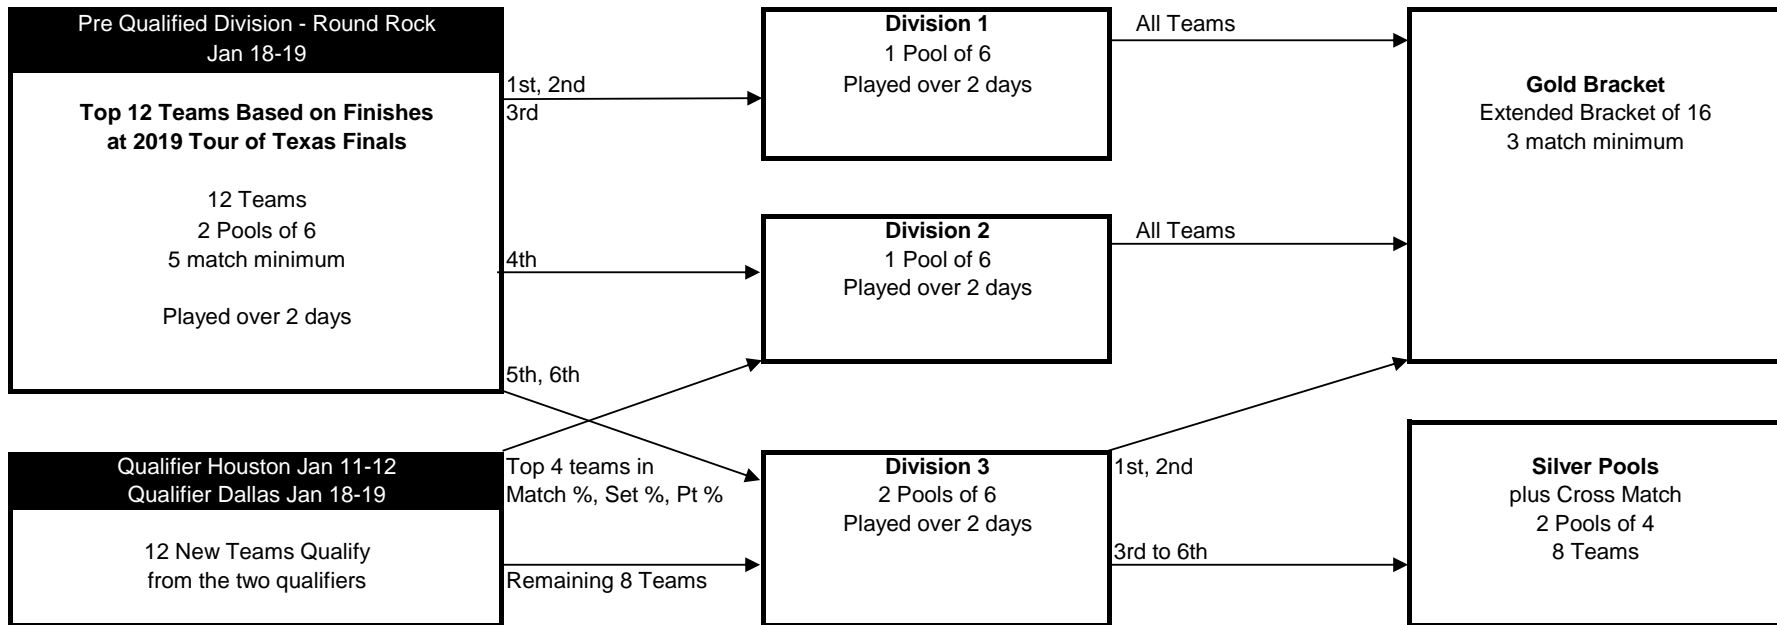 Pre Qualified Division - Round Rock
Jan 18-19
Top 12 Teams Based on Finishes
at 2019 Tour of Texas Finals
12 Teams
2 Pools of 6
5 match minimum
Played over 2 days
1st, 2nd
3rd
4th
5th, 6th
Qualifier Houston Jan 11-12
Qualifier Dallas Jan 18-19
12 New Teams Qualify
from the two qualifiers
Top 4 teams in
Match %, Set %, Pt %
Remaining 8 Teams
Division 1
1 Pool of 6
Played over 2 days
All Teams
Division 2
1 Pool of 6
Played over 2 days
All Teams
Division 3
2 Pools of 6
Played over 2 days
1st, 2nd
3rd to 6th
Gold Bracket
Extended Bracket of 16
3 match minimum
Silver Pools
plus Cross Match
2 Pools of 4
8 Teams